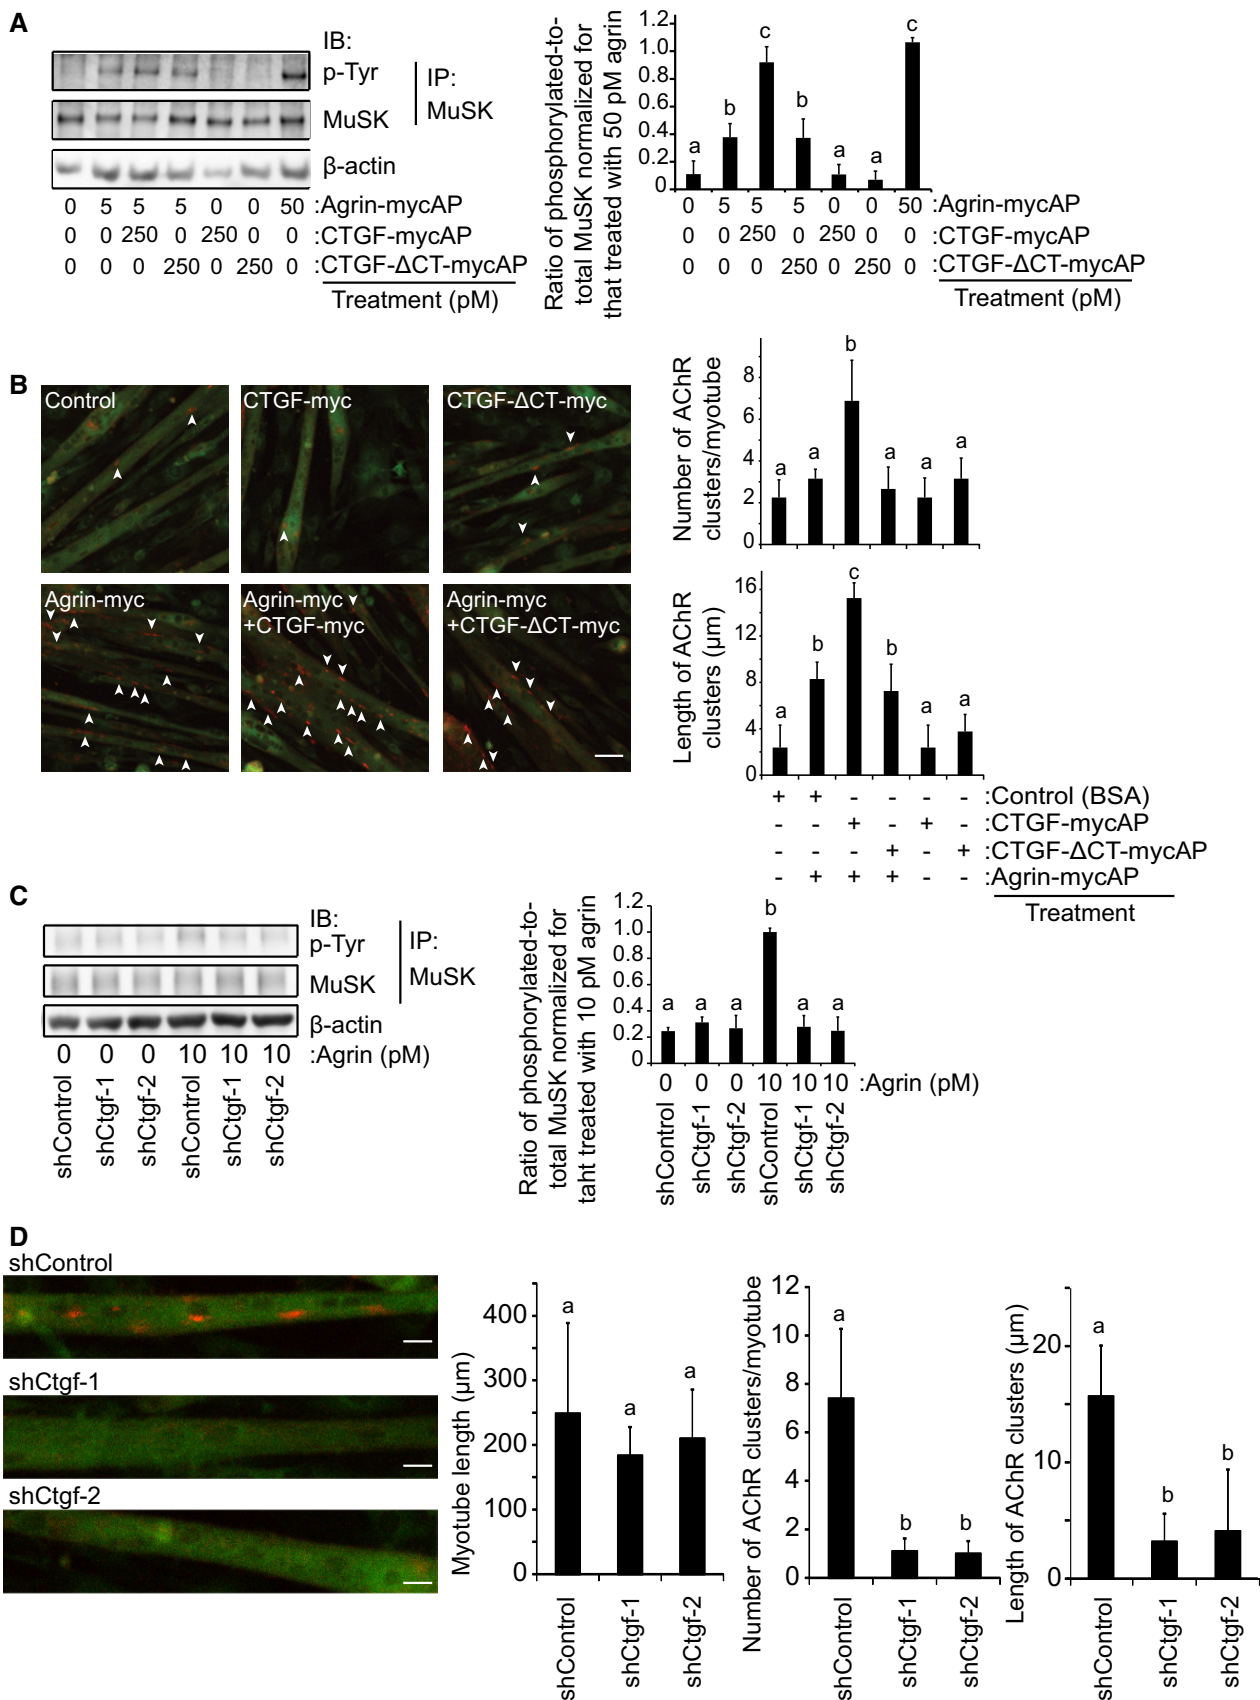 A
IB:
p-Tyr
MuSK
β-actin
IP:
MuSK
0 5 5 5 0 0 50 :Agrin-mycAP
0 0 250 0 250 0 0 :CTGF-mycAP
0 0 0 250 0 250 0 :CTGF-ΔCT-mycAP
Treatment (pM)
Ratio of phosphorylated-to-
total MuSK normalized for
that treated with 50 pM agrin
1.2
1.0
0.8
0.6
0.4
0.2
0
a b c b a a c
0 5 5 5 0 0 50 :Agrin-mycAP
0 0 250 0 250 0 0 :CTGF-mycAP
0 0 0 250 0 250 0 :CTGF-ΔCT-mycAP
Treatment (pM)
B
Control
CTGF-myc
CTGF-ΔCT-myc
Agrin-myc
Agrin-myc
+CTGF-myc
Agrin-myc
+CTGF-ΔCT-myc
Number of AChR
clusters/myotube
8
6
4
2
0
a a b a a a
Length of AChR
clusters (μm)
16
12
8
4
0
a b c b a a
+ + - - - - :Control (BSA)
- - + - + - :CTGF-mycAP
- - - + - + :CTGF-ΔCT-mycAP
- + + + - - :Agrin-mycAP
Treatment
C
IB:
p-Tyr
MuSK
β-actin
IP:
MuSK
0 0 0 10 10 10 :Agrin (pM)
shControl
shCtgf-1
shCtgf-2
shControl
shCtgf-1
shCtgf-2
Ratio of phosphorylated-to-
total MuSK normalized for
taht treated with 10 pM agrin
1.2
1.0
0.8
0.6
0.4
0.2
0
a a a b a a
0 0 0 10 10 10 :Agrin (pM)
shControl
shCtgf-1
shCtgf-2
shControl
shCtgf-1
shCtgf-2
D
shControl
shCtgf-1
shCtgf-2
Myotube length (μm)
400
300
200
100
0
a a a
shControl
shCtgf-1
shCtgf-2
Number of AChR clusters/myotube
12
10
8
6
4
2
0
a b b
shControl
shCtgf-1
shCtgf-2
Length of AChR clusters (μm)
20
10
0
a b b
shControl
shCtgf-1
shCtgf-2